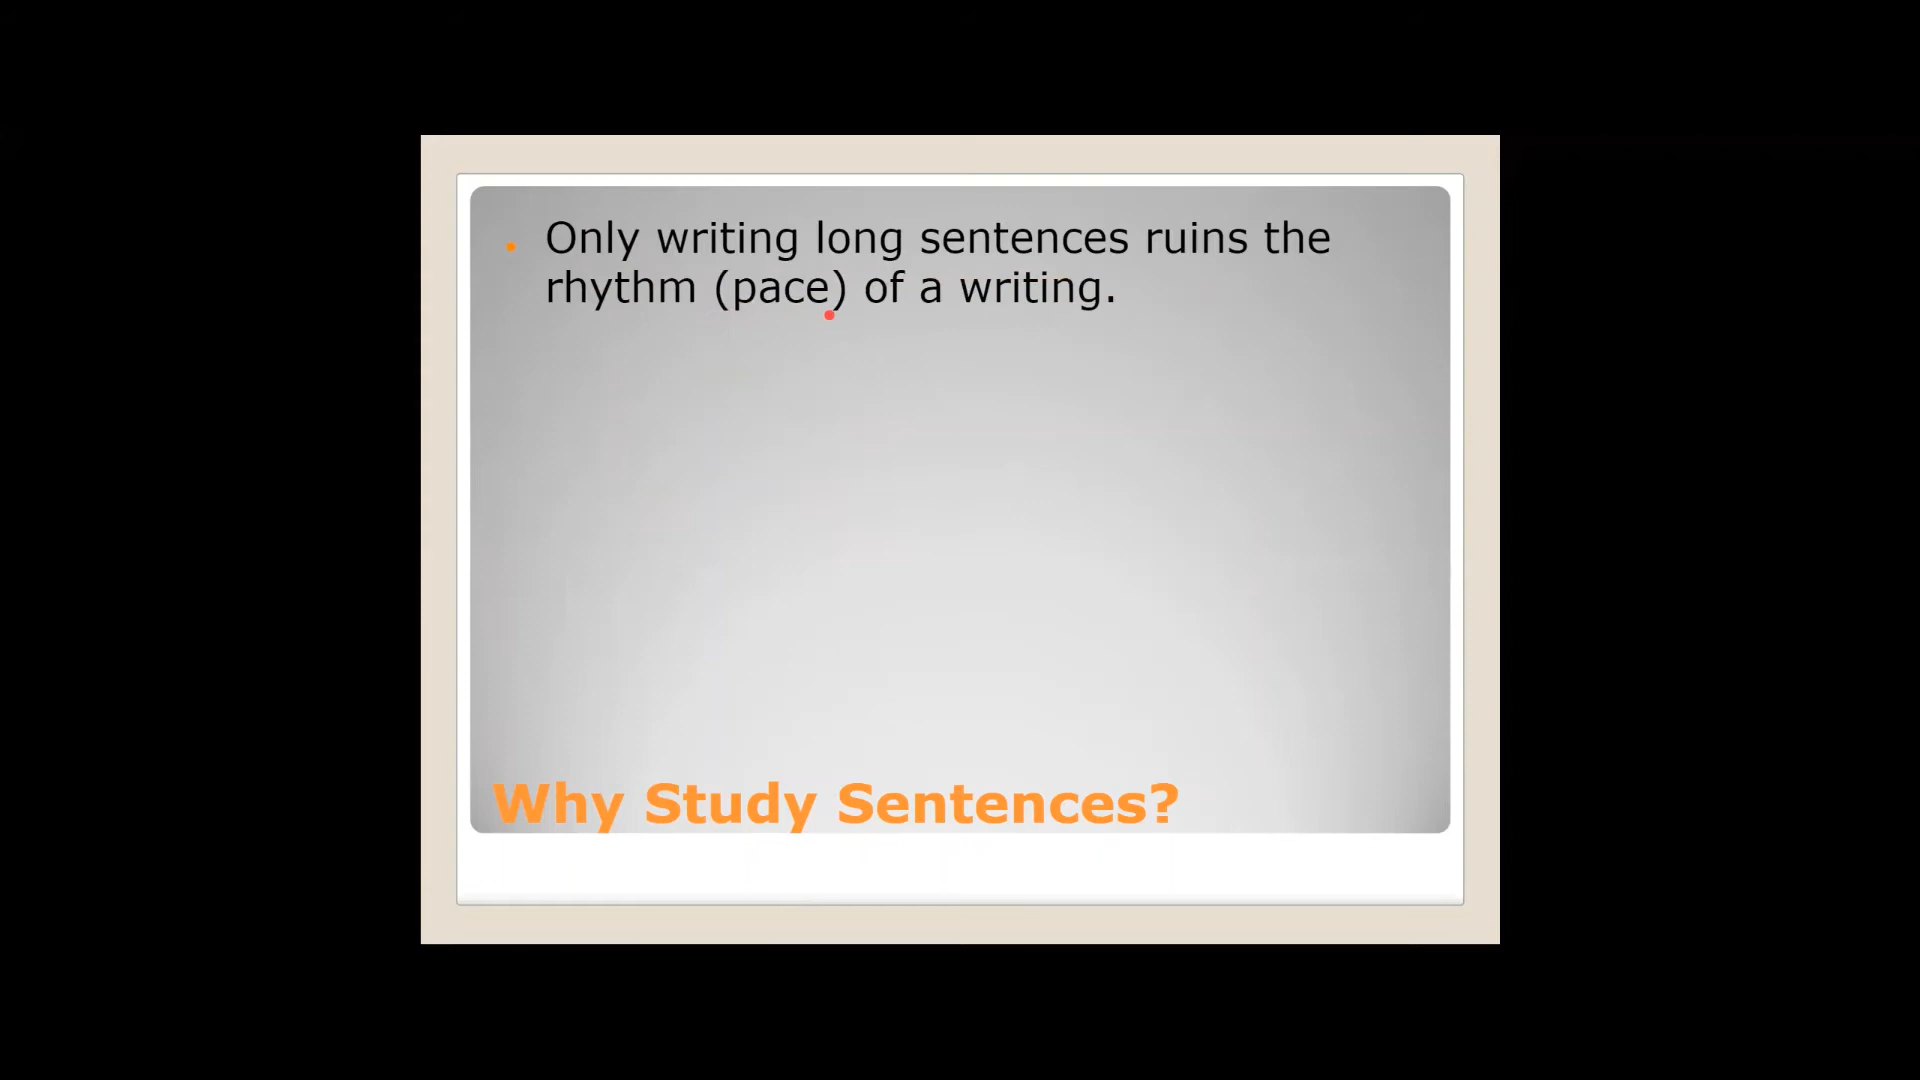 Only writing long sentences ruins the
rhythm (pace) of a writing.
Why Study Sentences?